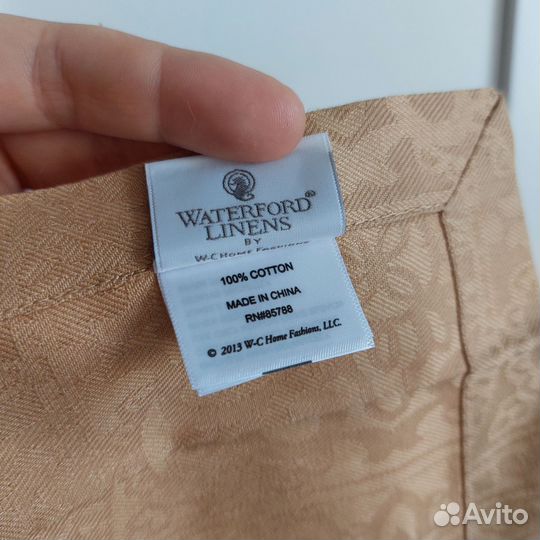 WATERFORD®
LINENS
BY
W-C HOME FASHIONS
100% COTTON
MADE IN CHINA
RN#85788
© 2013 W-C Home Fashions, LLC.
Avito